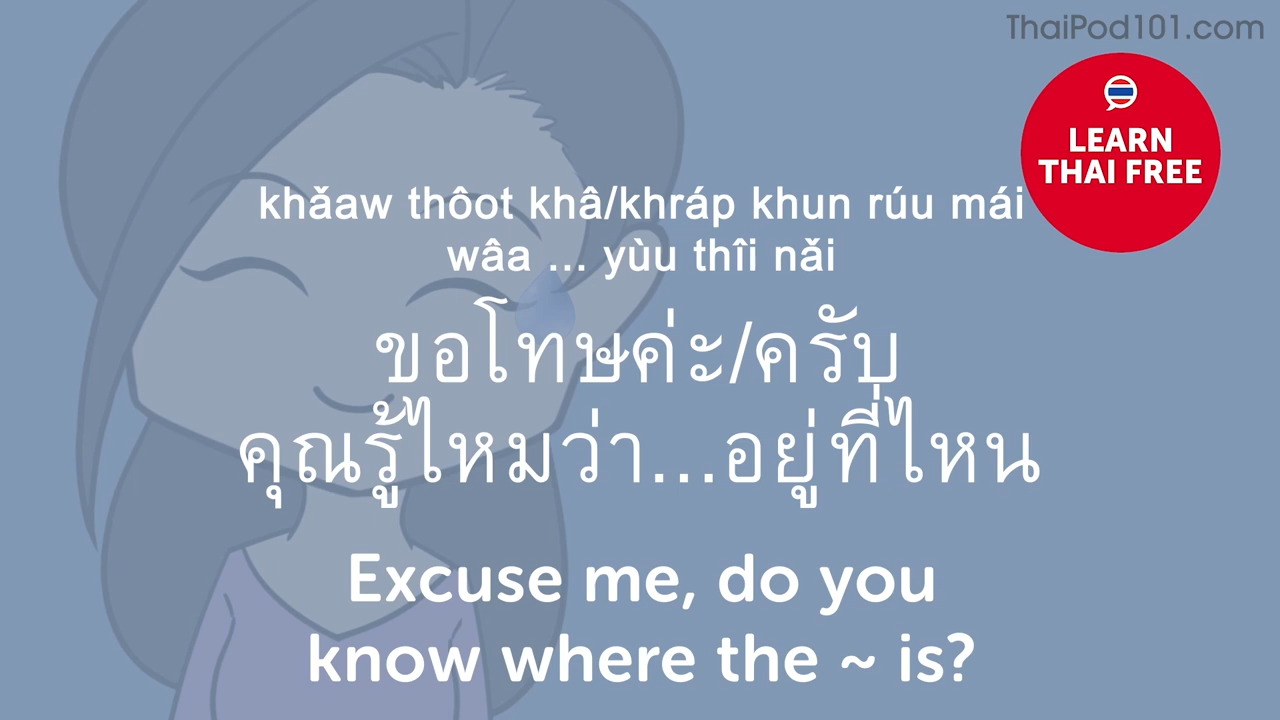 ThaiPod101.com
LEARN
THAI FREE
khǎaw thôot khâ/khráp khun rúu mái
wâa ... yùu thîi nǎi
ขอโทษค่ะ/ครับ
คุณรู้ไหมว่า...อยู่ที่ไหน
Excuse me, do you
know where the ~ is?